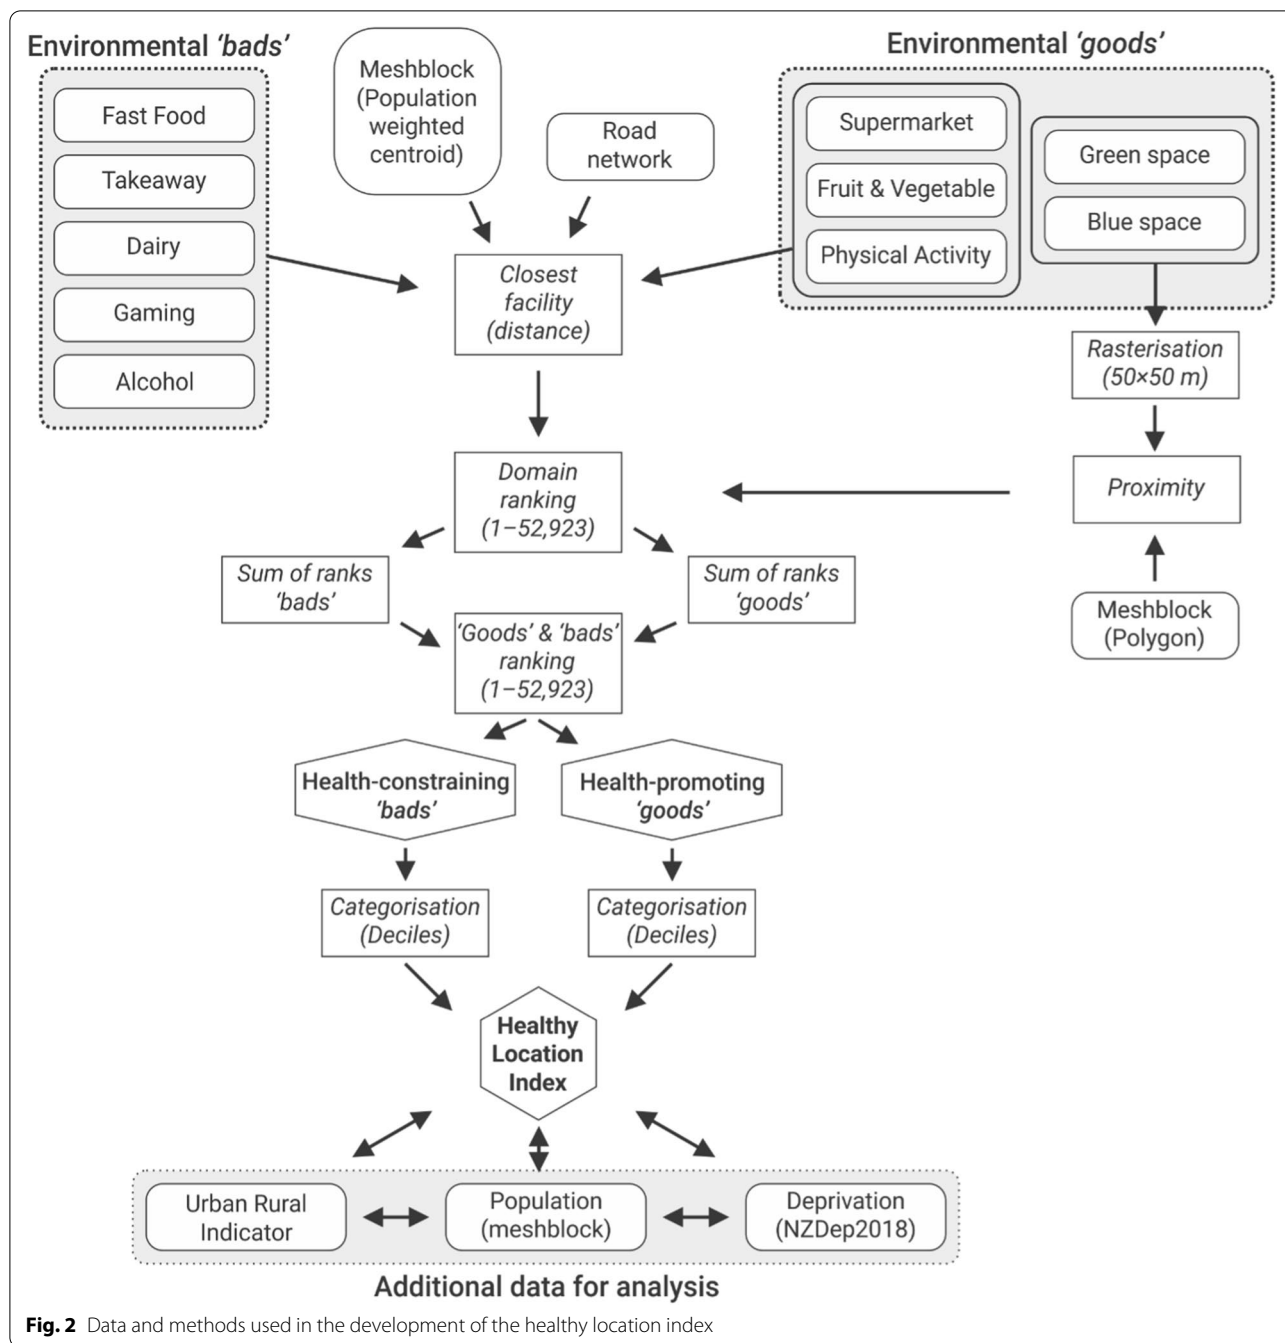 Environmental 'bads'
Fast Food
Takeaway
Dairy
Gaming
Alcohol
Meshblock
(Population
weighted
centroid)
Road
network
Environmental 'goods'
Supermarket
Fruit & Vegetable
Physical Activity
Green space
Blue space
Closest
facility
(distance)
Rasterisation
(50×50 m)
Domain
ranking
(1–52,923)
Proximity
Meshblock
(Polygon)
Sum of ranks
'bads'
Sum of ranks
'goods'
'Goods' & 'bads'
ranking
(1–52,923)
Health-constraining
'bads'
Health-promoting
'goods'
Categorisation
(Deciles)
Categorisation
(Deciles)
Healthy
Location
Index
Urban Rural
Indicator
Population
(meshblock)
Deprivation
(NZDep2018)
Additional data for analysis
Fig. 2 Data and methods used in the development of the healthy location index